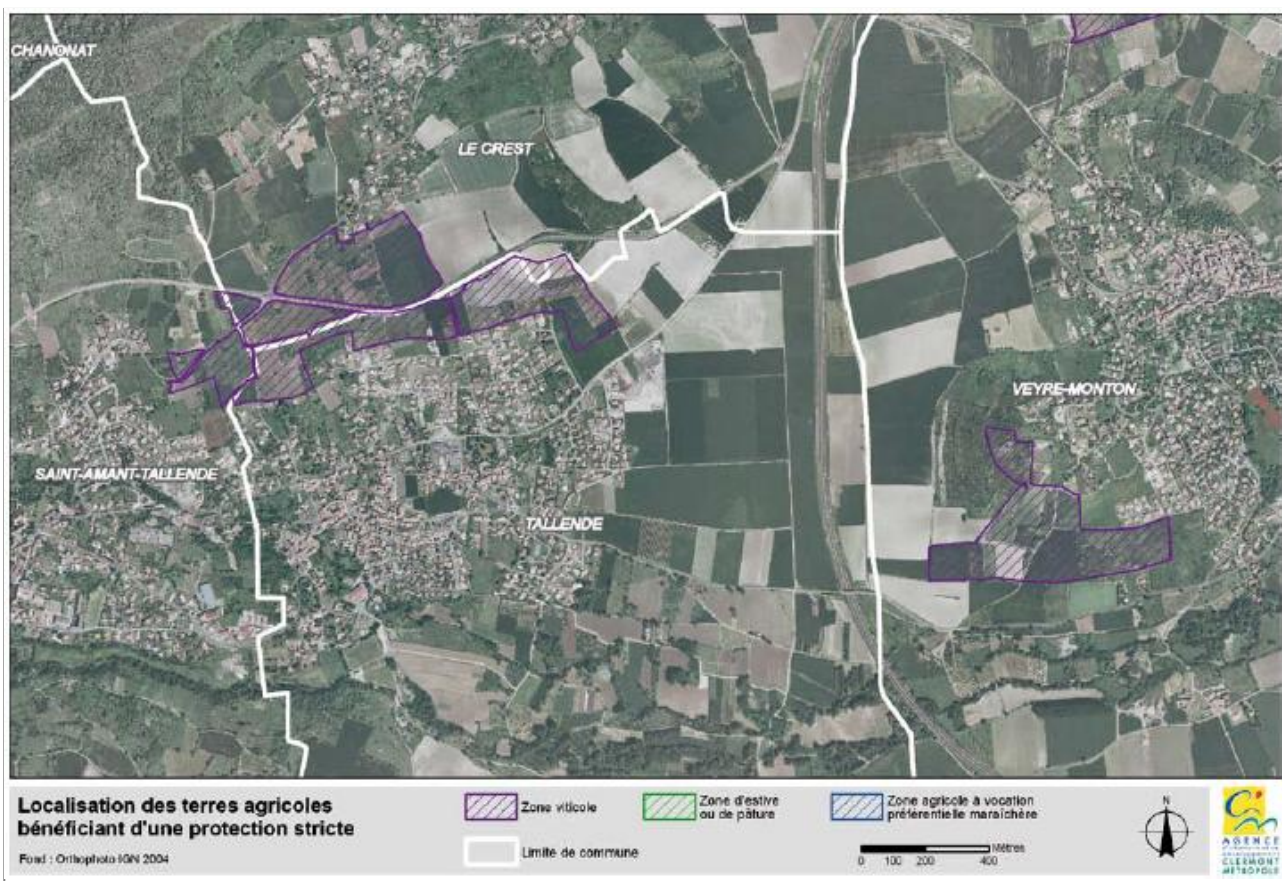 CHANONAT
LE CREST
VEYRE-MONTON
SAINT-AMANT-TALLENDE
TALLENDE
Localisation des terres agricoles
bénéficiant d'une protection stricte
Fond : Orthophoto IGN 2004
Zone viticole
Limite de commune
Zone d'estive
ou de pâture
Zone agricole à vocation
préférentielle maraîchère
Mètres
0 100 200 400
N
AGENCE
CLERMONT
METROPOLE